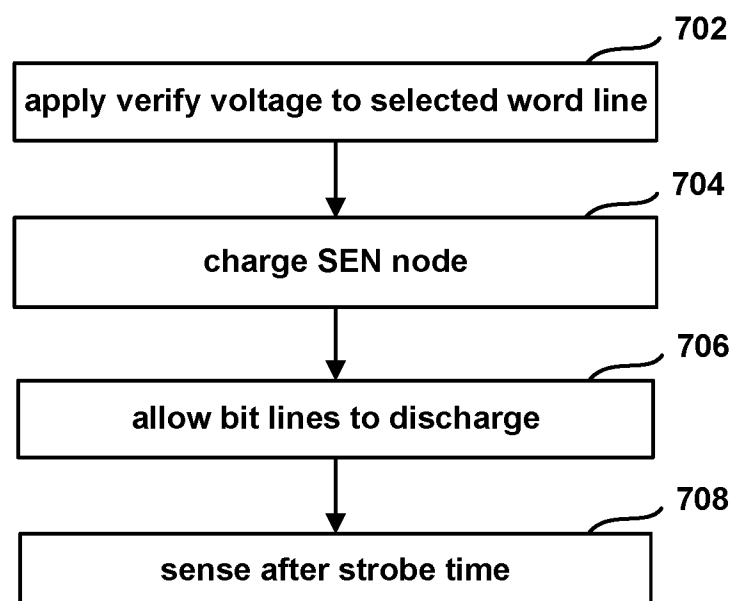 702
apply verify voltage to selected word line
704
charge SEN node
706
allow bit lines to discharge
708
sense after strobe time